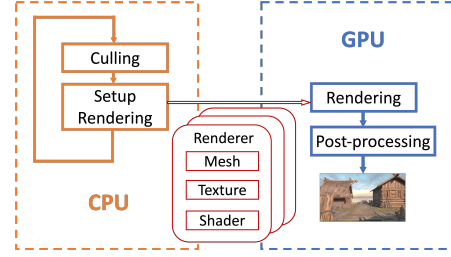 GPU
Culling
Setup
Rendering
Rendering
Renderer
Mesh
Texture
Shader
Post-processing
CPU